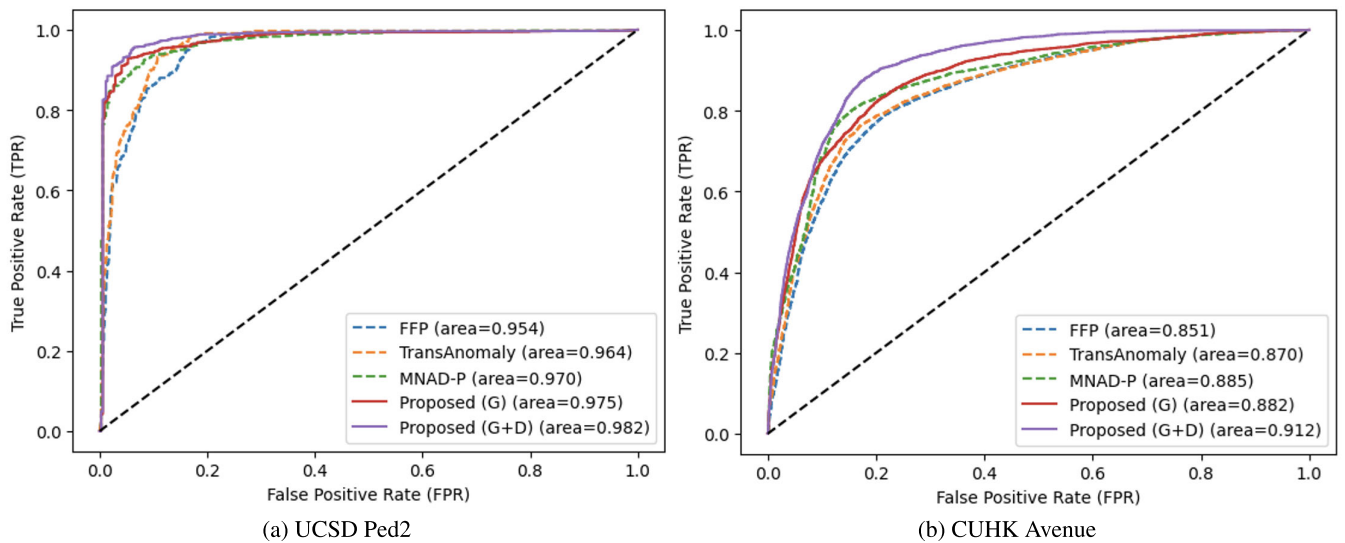 1.0
0.8
0.6
0.4
0.2
0.0
True Positive Rate (TPR)
FFP (area=0.954)
TransAnomaly (area=0.964)
MNAD-P (area=0.970)
Proposed (G) (area=0.975)
Proposed (G+D) (area=0.982)
0.0 0.2 0.4 0.6 0.8 1.0
False Positive Rate (FPR)
(a) UCSD Ped2
1.0
0.8
0.6
0.4
0.2
0.0
True Positive Rate (TPR)
FFP (area=0.851)
TransAnomaly (area=0.870)
MNAD-P (area=0.885)
Proposed (G) (area=0.882)
Proposed (G+D) (area=0.912)
0.0 0.2 0.4 0.6 0.8 1.0
False Positive Rate (FPR)
(b) CUHK Avenue